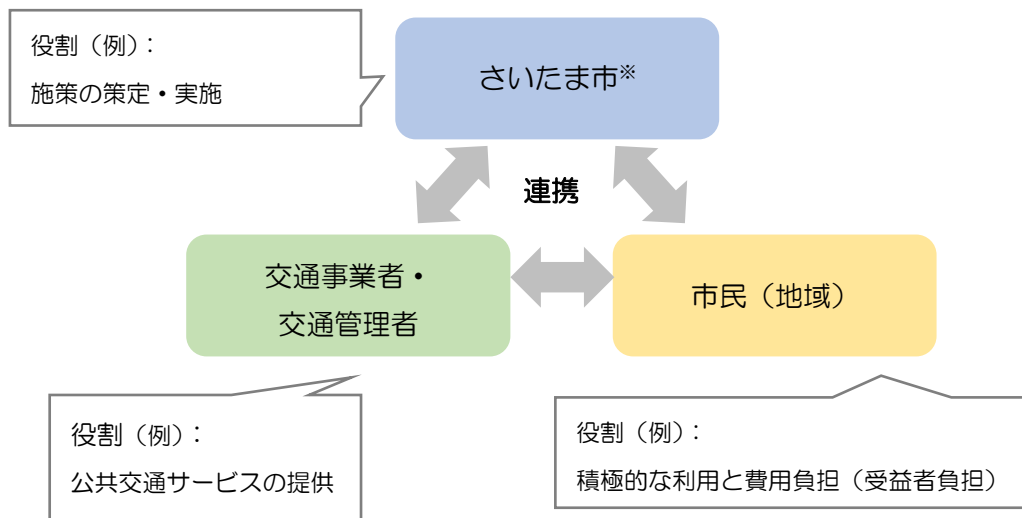 役割（例）：
施策の策定・実施
さいたま市※
連携
交通事業者・
交通管理者
市民（地域）
役割（例）：
公共交通サービスの提供
役割（例）：
積極的な利用と費用負担（受益者負担）